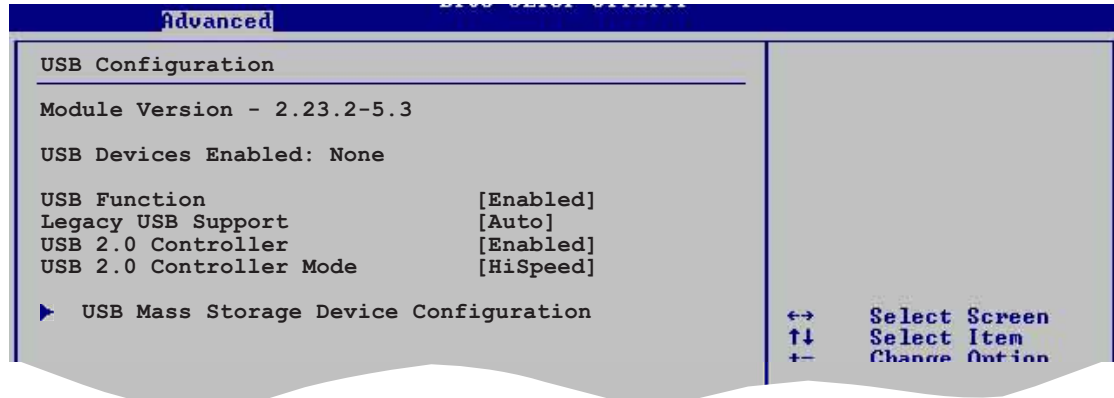 Advanced
USB Configuration
Module Version - 2.23.2-5.3
USB Devices Enabled: None
USB Function [Enabled]
Legacy USB Support [Auto]
USB 2.0 Controller [Enabled]
USB 2.0 Controller Mode [HiSpeed]
USB Mass Storage Device Configuration
←→ Select Screen
↑↓ Select Item
+- Change Option